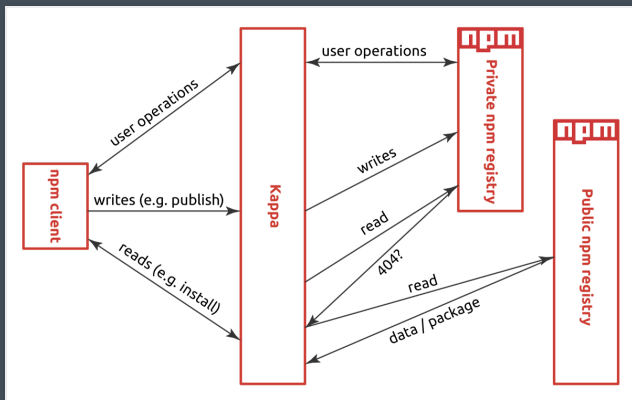 npm
user operations
Private npm registry
npm
user operations
writes
npm client
writes (e.g. publish)
Kappa
read
Public npm registry
reads (e.g. install)
404?
read
data / package